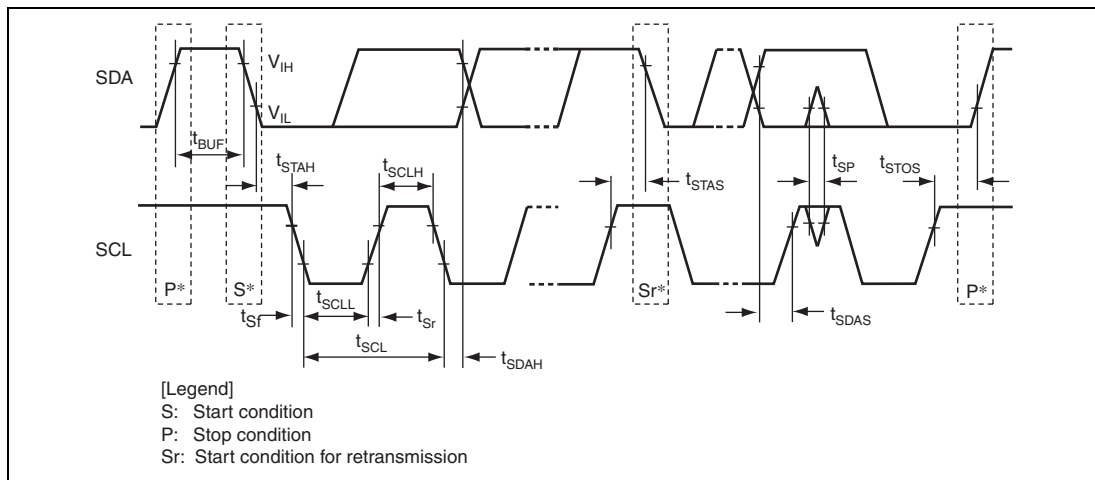 SDA
V_IH
V_IL
t_BUF
t_STAH
t_SCLH
t_STAS
t_SP
t_STOS
SCL
P*
S*
Sr*
P*
t_Sf
t_SCLL
t_Sr
t_SCL
t_SDAH
t_SDAS
[Legend]
S: Start condition
P: Stop condition
Sr: Start condition for retransmission